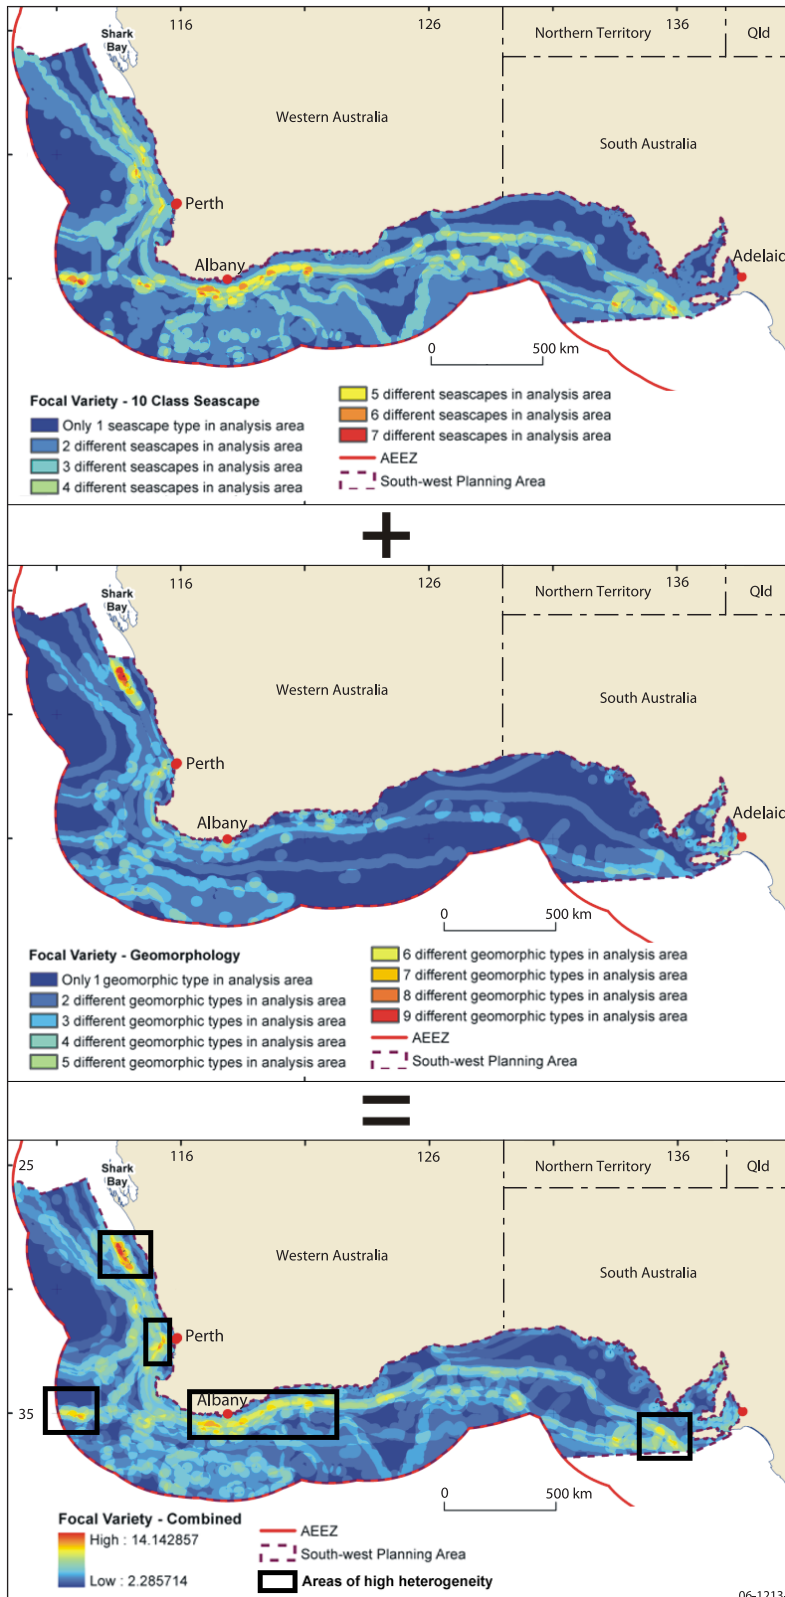 116
126
136
Northern Territory
Qld
Shark
Bay
Western Australia
South Australia
Perth
Albany
Adelaid
0
500 km
Focal Variety - 10 Class Seascape
Only 1 seascape type in analysis area
2 different seascapes in analysis area
3 different seascapes in analysis area
4 different seascapes in analysis area
5 different seascapes in analysis area
6 different seascapes in analysis area
7 different seascapes in analysis area
AEEZ
South-west Planning Area
+
116
126
136
Northern Territory
Qld
Shark
Bay
Western Australia
South Australia
Perth
Albany
Adelaid
0
500 km
Focal Variety - Geomorphology
Only 1 geomorphic type in analysis area
2 different geomorphic types in analysis area
3 different geomorphic types in analysis area
4 different geomorphic types in analysis area
5 different geomorphic types in analysis area
6 different geomorphic types in analysis area
7 different geomorphic types in analysis area
8 different geomorphic types in analysis area
9 different geomorphic types in analysis area
AEEZ
South-west Planning Area
=
116
126
136
25
Northern Territory
Qld
Shark
Bay
Western Australia
South Australia
Perth
Albany
35
0
500 km
Focal Variety - Combined
High : 14.142857
Low : 2.285714
AEEZ
South-west Planning Area
Areas of high heterogeneity
06-1213-